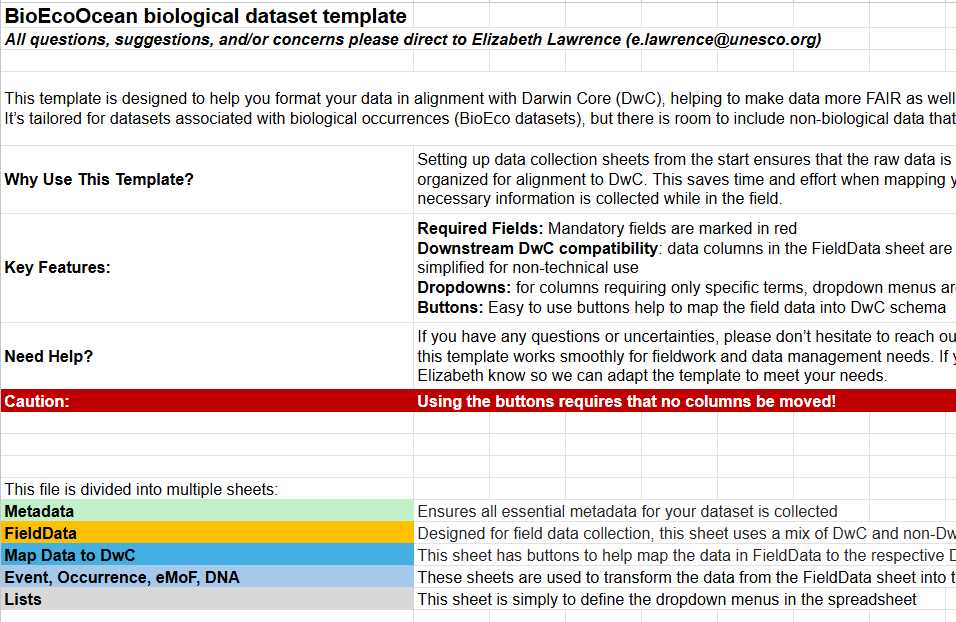 BioEcoOcean biological dataset template
All questions, suggestions, and/or concerns please direct to Elizabeth Lawrence (e.lawrence@unesco.org)
This template is designed to help you format your data in alignment with Darwin Core (DwC), helping to make data more FAIR as well
It's tailored for datasets associated with biological occurrences (BioEco datasets), but there is room to include non-biological data that
Why Use This Template?
Setting up data collection sheets from the start ensures that the raw data is
organized for alignment to DwC. This saves time and effort when mapping y
necessary information is collected while in the field.
Key Features:
Required Fields: Mandatory fields are marked in red
Downstream DwC compatibility: data columns in the FieldData sheet are
simplified for non-technical use
Dropdowns: for columns requiring only specific terms, dropdown menus ar
Buttons: Easy to use buttons help to map the field data into DwC schema
Need Help?
If you have any questions or uncertainties, please don't hesitate to reach ou
this template works smoothly for fieldwork and data management needs. If y
Elizabeth know so we can adapt the template to meet your needs.
Caution: Using the buttons requires that no columns be moved!
This file is divided into multiple sheets:
Metadata Ensures all essential metadata for your dataset is collected
FieldData Designed for field data collection, this sheet uses a mix of DwC and non-Dw
Map Data to DwC This sheet has buttons to help map the data in FieldData to the respective D
Event, Occurrence, eMoF, DNA These sheets are used to transform the data from the FieldData sheet into t
Lists This sheet is simply to define the dropdown menus in the spreadsheet